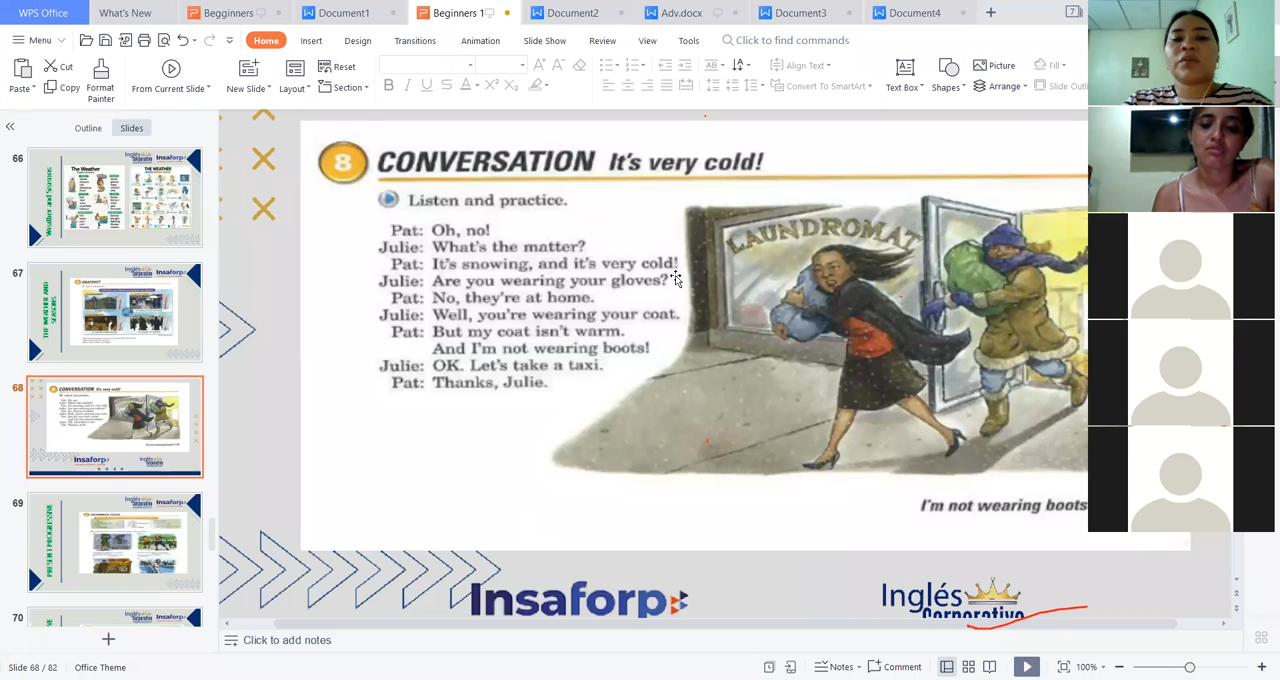 WPS Office
What's New
Begginers
Document1
Beginners 1
Document2
Adv.docx
Document3
Document4
7
Menu
Home
Insert
Design
Transitions
Animation
Slide Show
Review
View
Tools
Click to find commands
Paste
Cut
Copy
Format Painter
From Current Slide
New Slide
Layout
Reset
Section
Align Text
Convert To SmartArt
Text Box
Shapes
Picture
Arrange
Fill
Outline
Slides
66
67
68
69
70
8 CONVERSATION It's very cold!
Listen and practice.
Pat: Oh, no!
Julie: What's the matter?
Pat: It's snowing, and it's very cold!
Julie: Are you wearing your gloves?
Pat: No, they're at home.
Julie: Well, you're wearing your coat.
Pat: But my coat isn't warm.
And I'm not wearing boots!
Julie: OK. Let's take a taxi.
Pat: Thanks, Julie.
LAUNDROMAT
I'm not wearing boots
Insaforp
Inglés
Corporativo
Click to add notes
Slide 68 / 82
Office Theme
Notes
Comment
100%